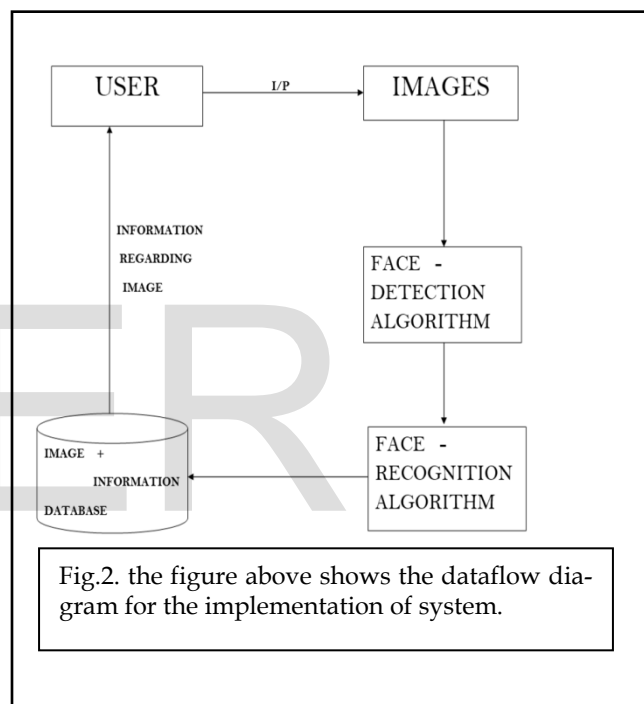 USER
I/P
IMAGES
INFORMATION
REGARDING
IMAGE
FACE -
DETECTION
ALGORITHM
ER
IMAGE +
INFORMATION
DATABASE
FACE -
RECOGNITION
ALGORITHM
Fig.2. the figure above shows the dataflow dia-
gram for the implementation of system.